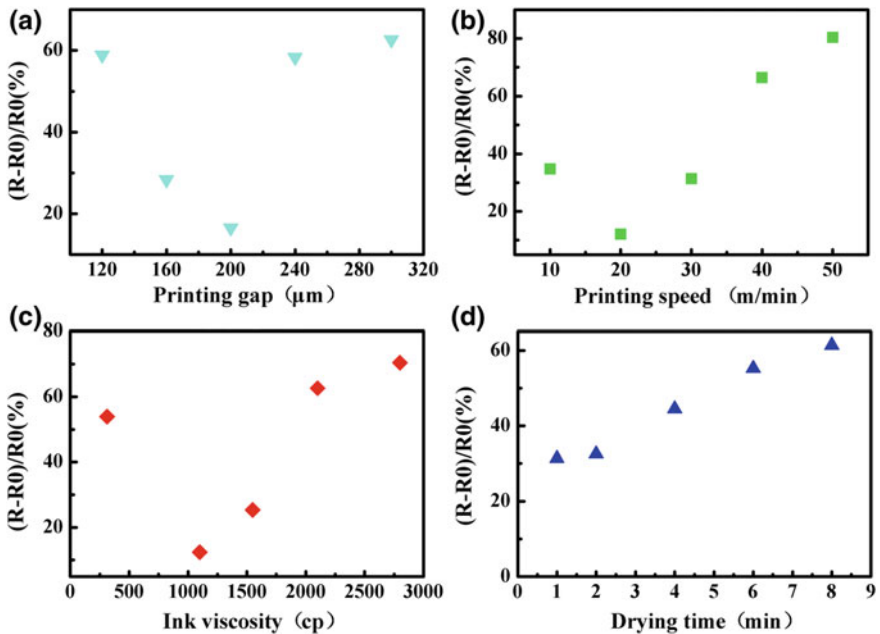 (a)
(R-R0)/R0(%)
60
40
20
120 160 200 240 280 320
Printing gap（μm）
(b)
(R-R0)/R0(%)
80
60
40
20
10 20 30 40 50
Printing speed（m/min）
(c)
(R-R0)/R0(%)
80
60
40
20
0 500 1000 1500 2000 2500 3000
Ink viscosity（cp）
(d)
(R-R0)/R0(%)
60
40
20
0
0 1 2 3 4 5 6 7 8 9
Drying time（min）